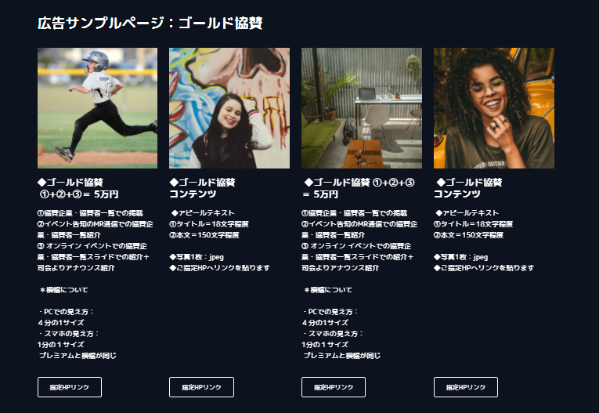 広告サンプルページ：ゴールド協賛
◆ゴールド協賛
①+②+③＝ 5万円
①協賛企業・協賛者一覧での掲載
②イベント告知のMR通信での協賛企
業・協賛者一覧紹介
③ オンライン イベントでの協賛企
業・協賛者一覧スライドでの紹介＋
司会よりアナウンス紹介
＊横幅について
・PCでの見え方：
４分の1サイズ
・スマホの見え方：
1分の１サイズ
プレミアムと横幅が同じ
指定HPリンク
◆ゴールド協賛
コンテンツ
◆アピールテキスト
①タイトル＝18文字程度
②本文＝150文字程度
◆写真1枚：jpeg
◆ご指定HPへリンクを貼ります
指定HPリンク
◆ゴールド協賛 ①+②+③
＝ 5万円
①協賛企業・協賛者一覧での掲載
②イベント告知のMR通信での協賛企
業・協賛者一覧紹介
③ オンライン イベントでの協賛企
業・協賛者一覧スライドでの紹介＋
司会よりアナウンス紹介
＊横幅について
・PCでの見え方：
４分の1サイズ
・スマホの見え方：
1分の１サイズ
プレミアムと横幅が同じ
指定HPリンク
◆ゴールド協賛
コンテンツ
◆アピールテキスト
①タイトル＝18文字程度
②本文＝150文字程度
◆写真1枚：jpeg
◆ご指定HPへリンクを貼ります
指定HPリンク